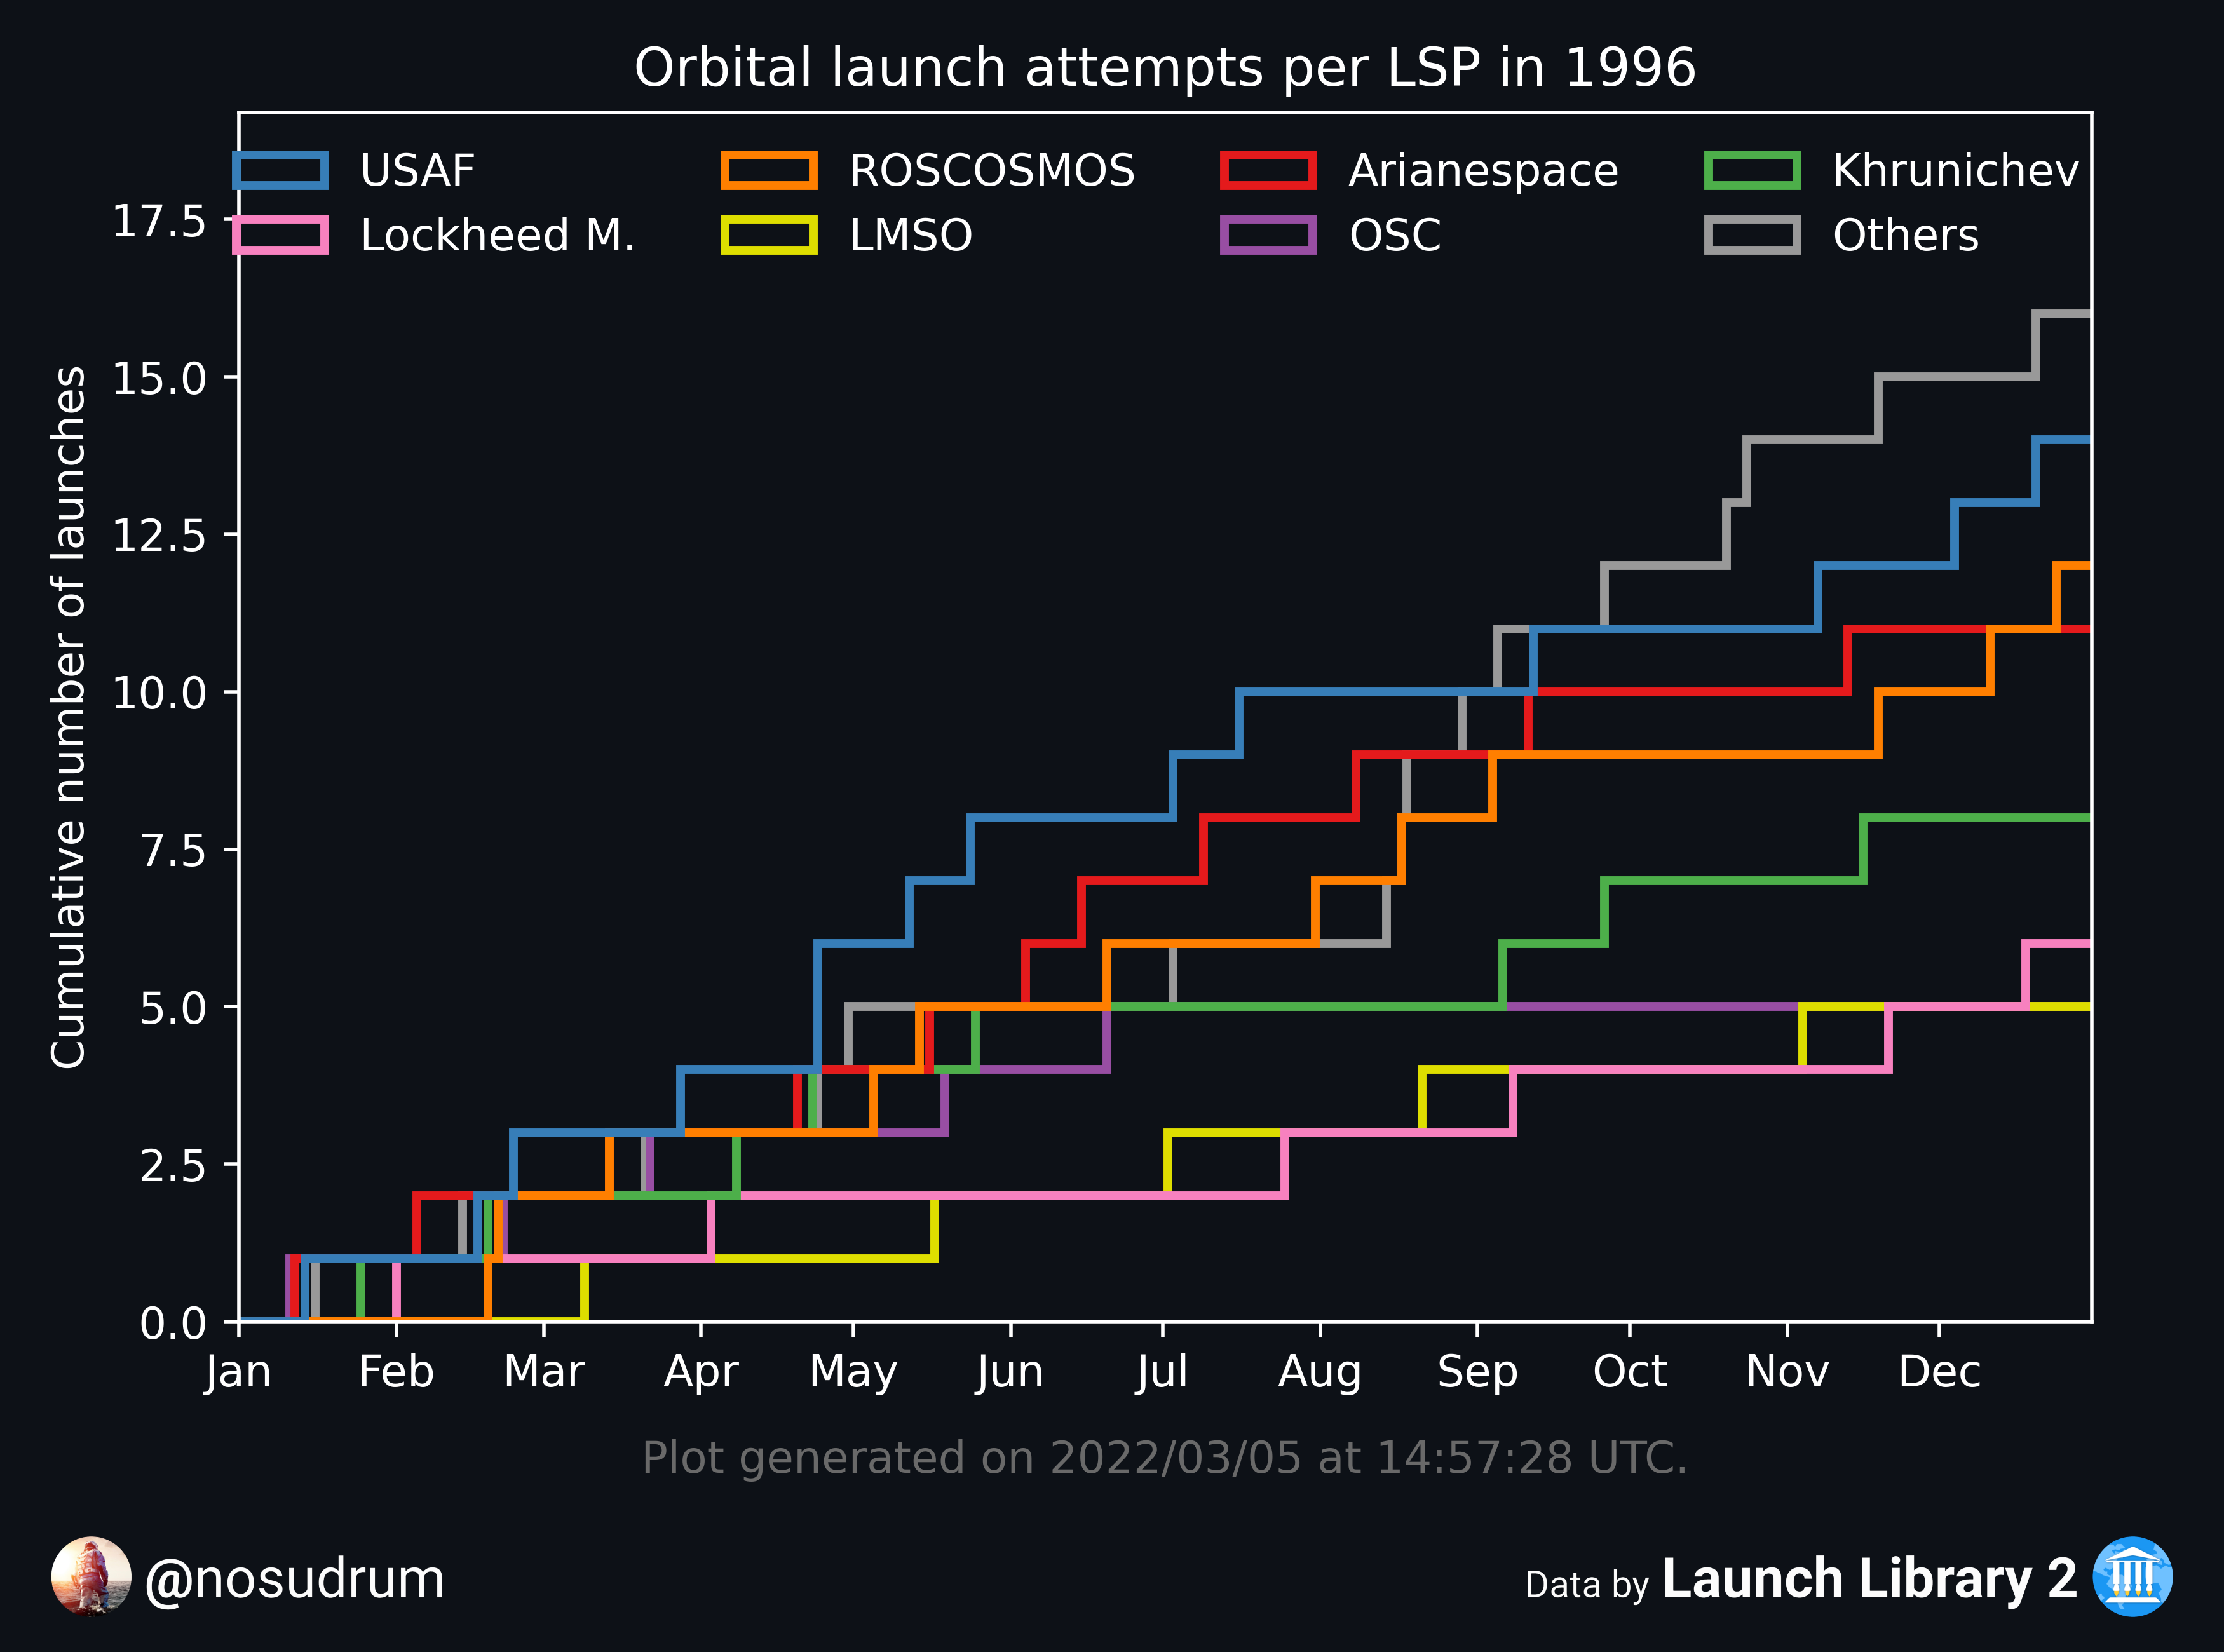 Orbital launch attempts per LSP in 1996
USAF ROSCOSMOS Arianespace Khrunichev
Lockheed M. LMSO OSC Others
Cumulative number of launches
17.5
15.0
12.5
10.0
7.5
5.0
2.5
0.0
Jan Feb Mar Apr May Jun Jul Aug Sep Oct Nov Dec
Plot generated on 2022/03/05 at 14:57:28 UTC.
@nosudrum
Data by Launch Library 2